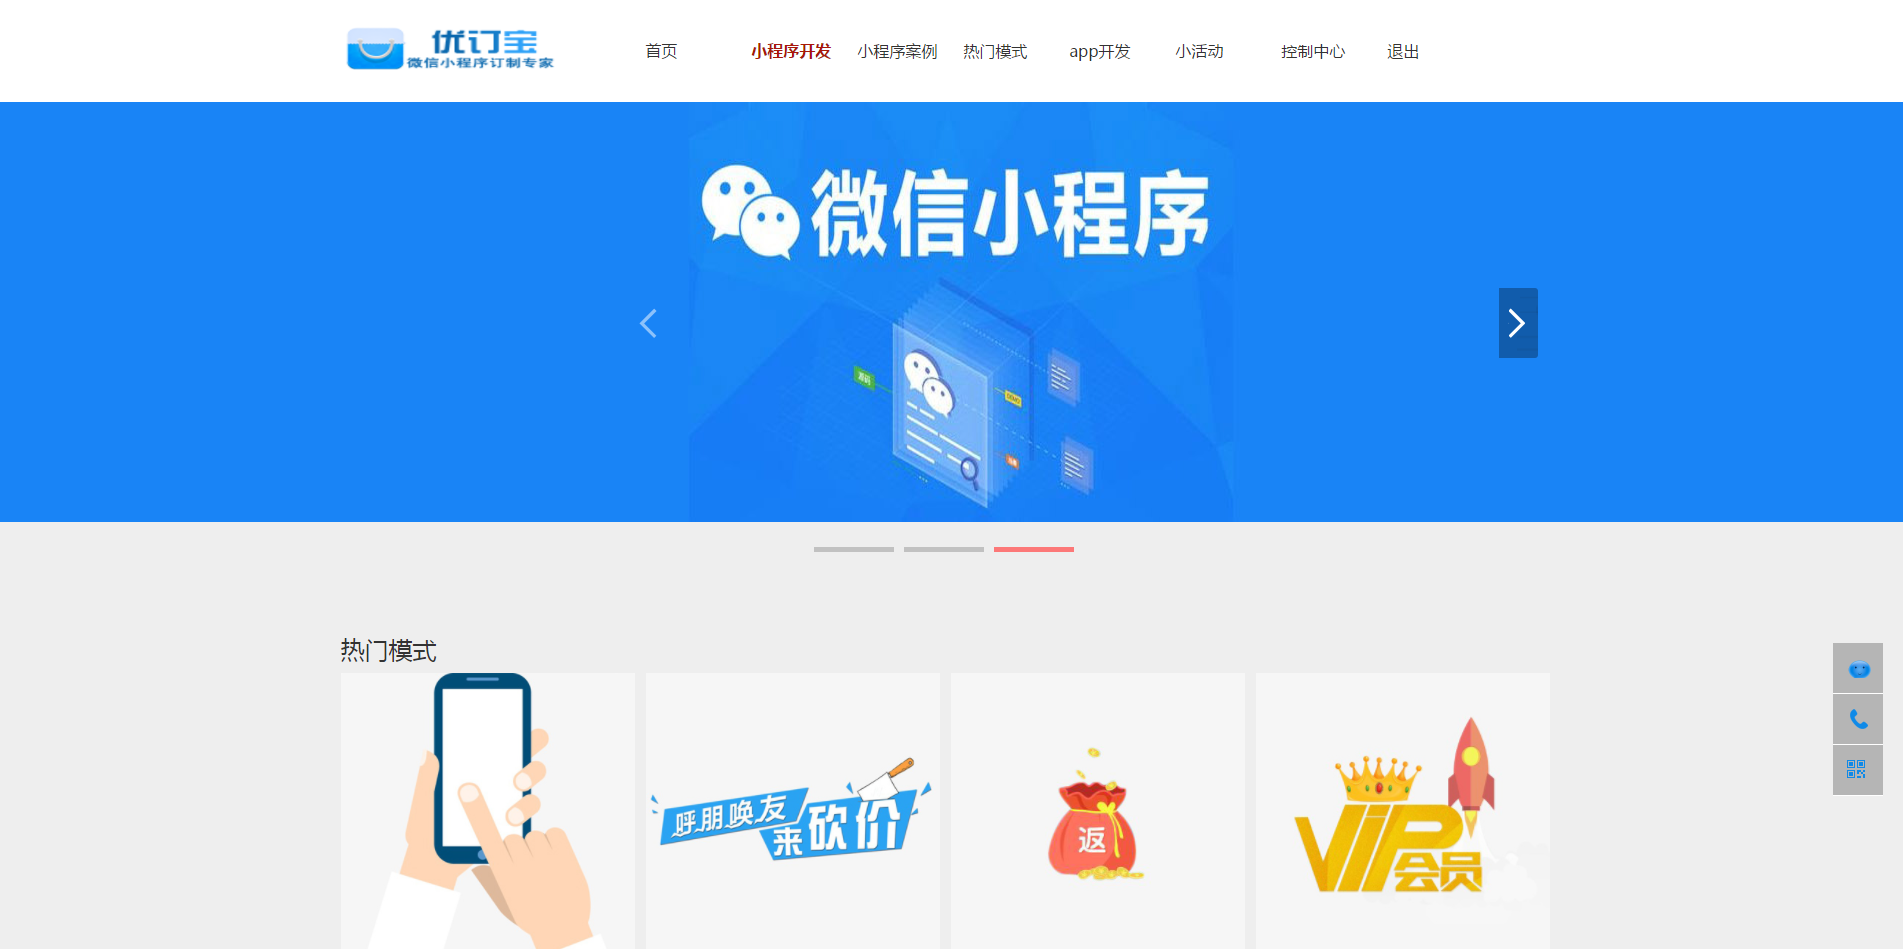 优订宝
微信小程序订制专家
首页 小程序开发 小程序案例 热门模式 app开发 小活动 控制中心 退出
微信小程序
源码
DEMO
热门模式
呼朋唤友
来砍价
返
VIP会员